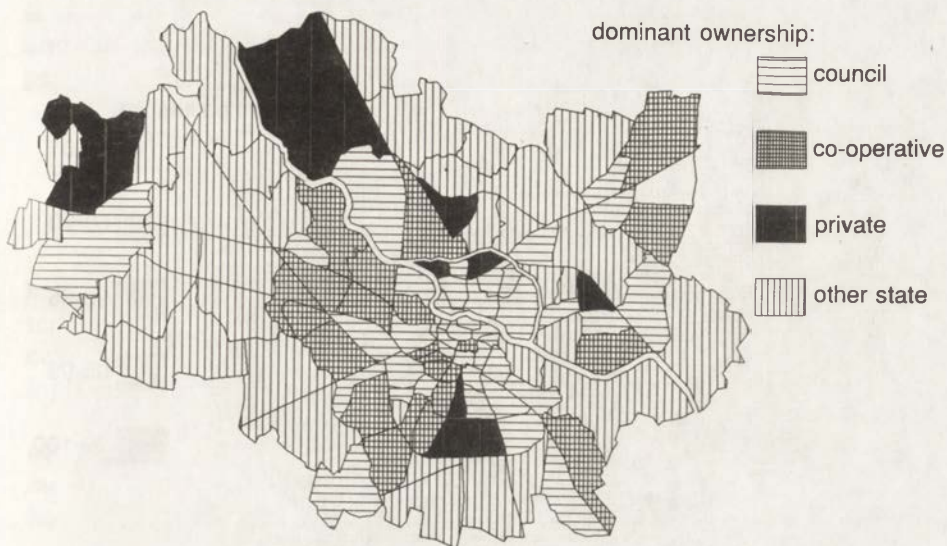 dominant ownership:
council
co-operative
private
other state